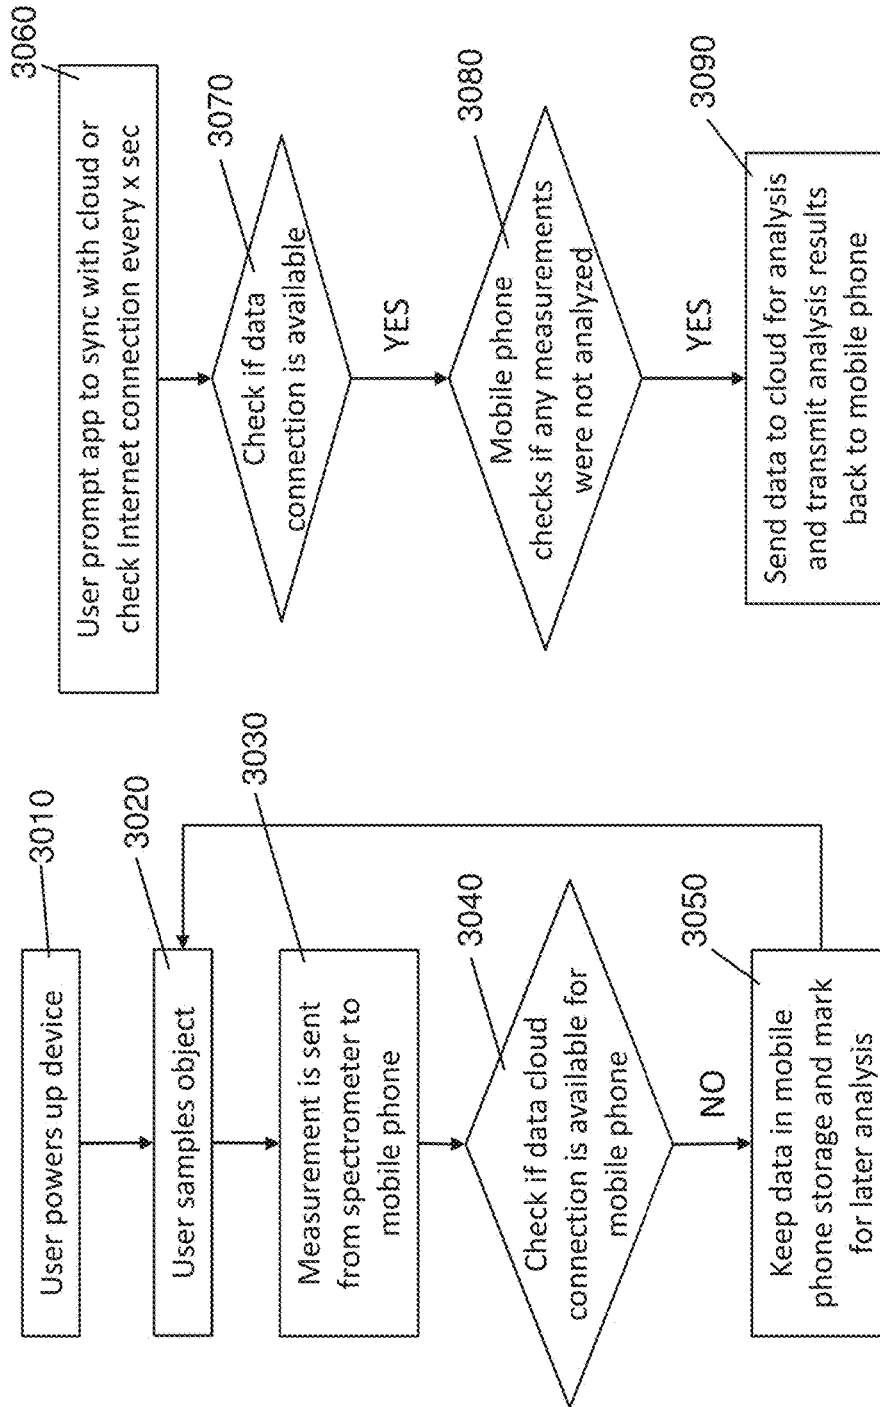 3010
User powers up device
3020
User samples object
3030
Measurement is sent
from spectrometer to
mobile phone
3040
Check if data cloud
connection is available for
mobile phone
NO
3050
Keep data in mobile
phone storage and mark
for later analysis
3060
User prompt app to sync with cloud or
check Internet connection every x sec
3070
Check if data
connection is available
YES
3080
Mobile phone
checks if any measurements
were not analyzed
YES
3090
Send data to cloud for analysis
and transmit analysis results
back to mobile phone